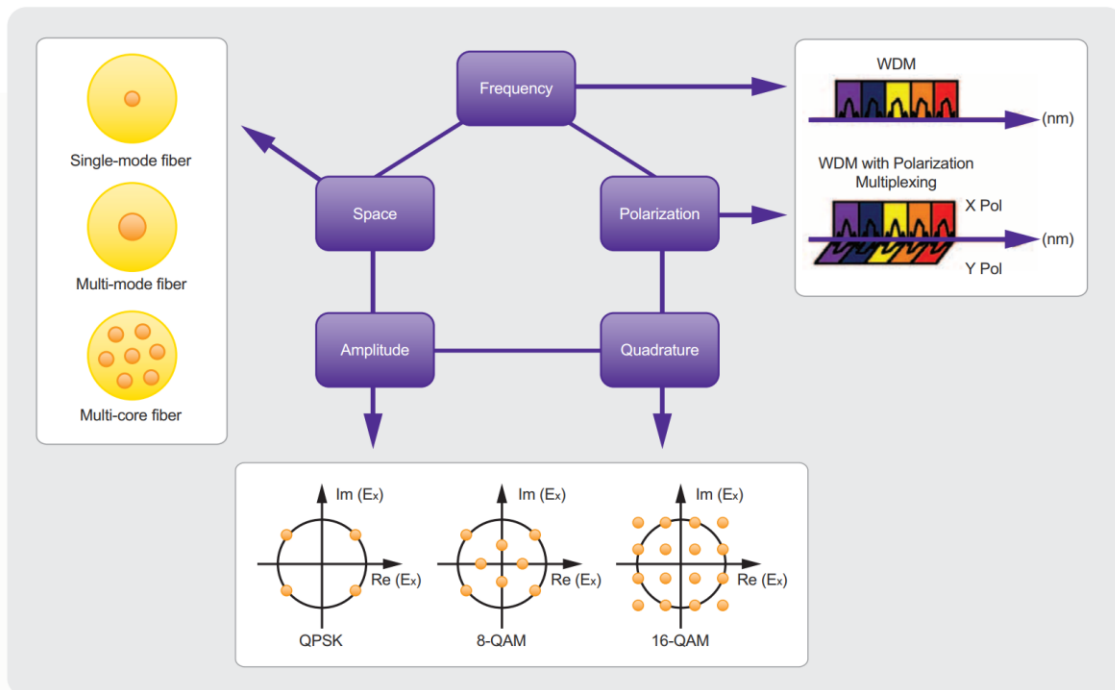 Single-mode fiber
Multi-mode fiber
Multi-core fiber
Frequency
Space
Polarization
Amplitude
Quadrature
WDM
(nm)
WDM with Polarization
Multiplexing
X Pol
(nm)
Y Pol
Im (Ex)
Re (Ex)
QPSK
Im (Ex)
Re (Ex)
8-QAM
Im (Ex)
Re (Ex)
16-QAM